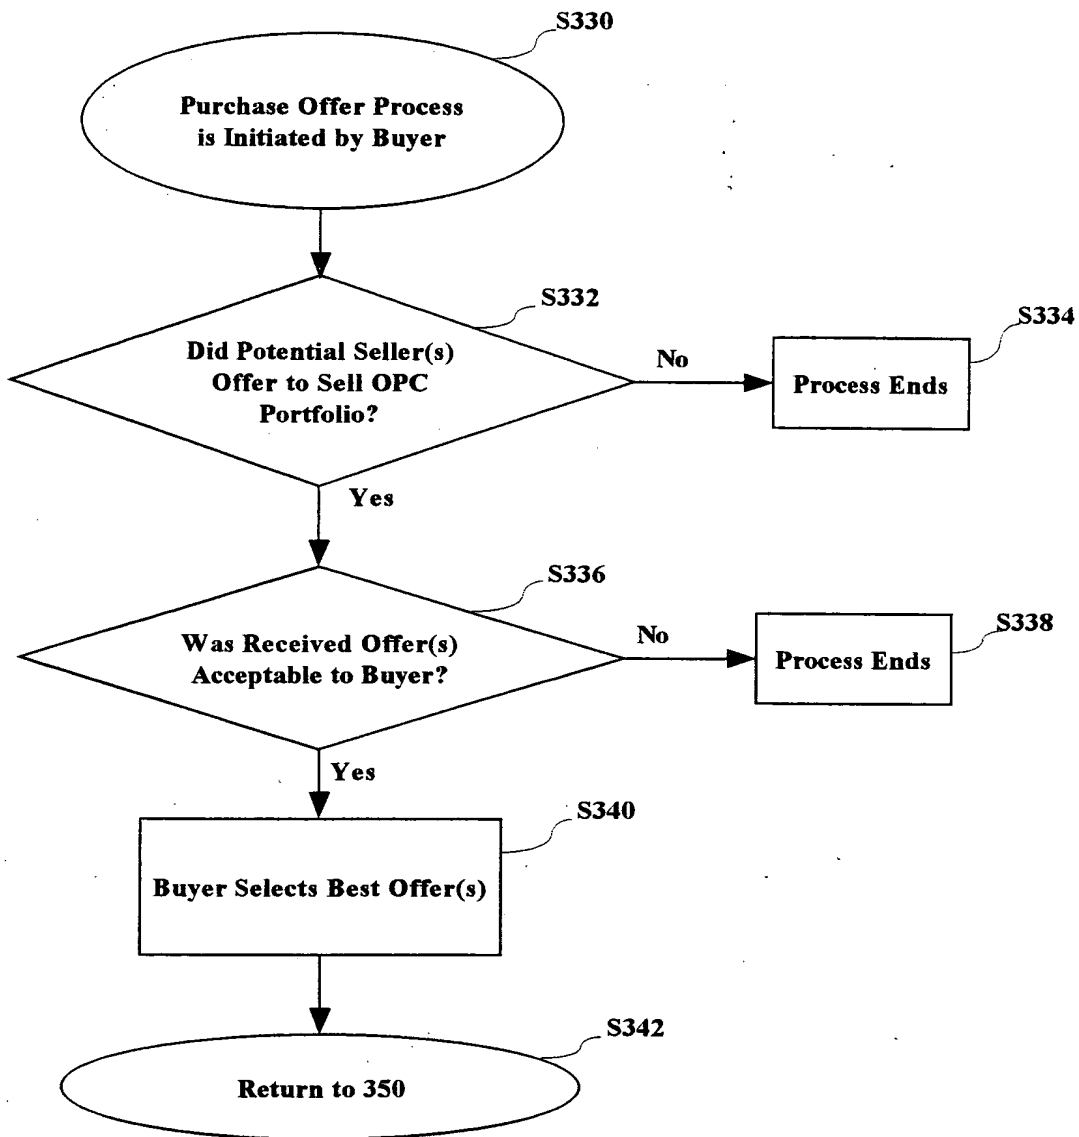 S330
Purchase Offer Process
is Initiated by Buyer
S332
Did Potential Seller(s)
Offer to Sell OPC
Portfolio?
No
S334
Process Ends
Yes
S336
Was Received Offer(s)
Acceptable to Buyer?
No
S338
Process Ends
Yes
S340
Buyer Selects Best Offer(s)
S342
Return to 350